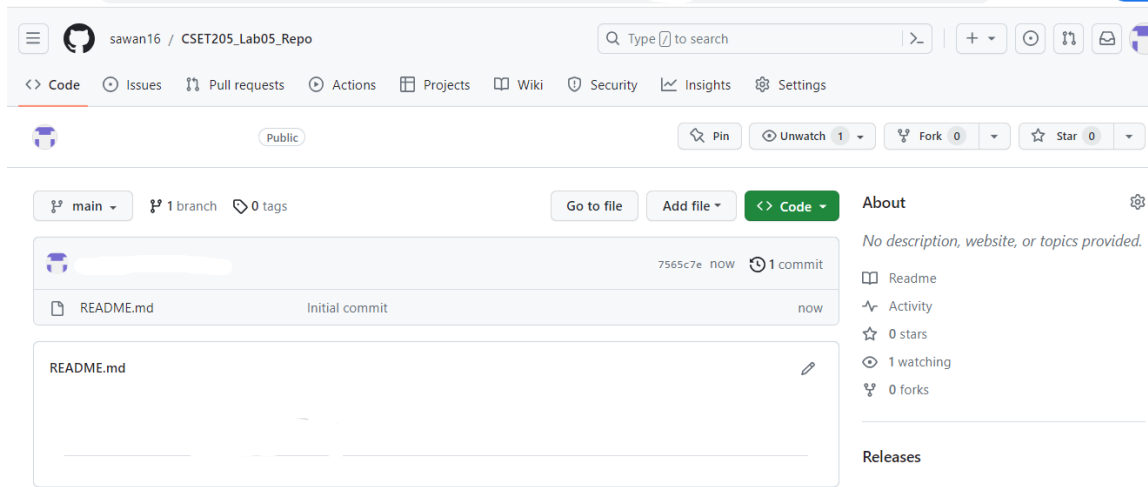 sawan16 / CSET205_Lab05_Repo
Type / to search
>_
<> Code Issues Pull requests Actions Projects Wiki Security Insights Settings
Public
Pin Unwatch 1 Fork 0 Star 0
main 1 branch 0 tags Go to file Add file <> Code
7565c7e now 1 commit
README.md Initial commit now
README.md
About
No description, website, or topics provided.
Readme
Activity
0 stars
1 watching
0 forks
Releases